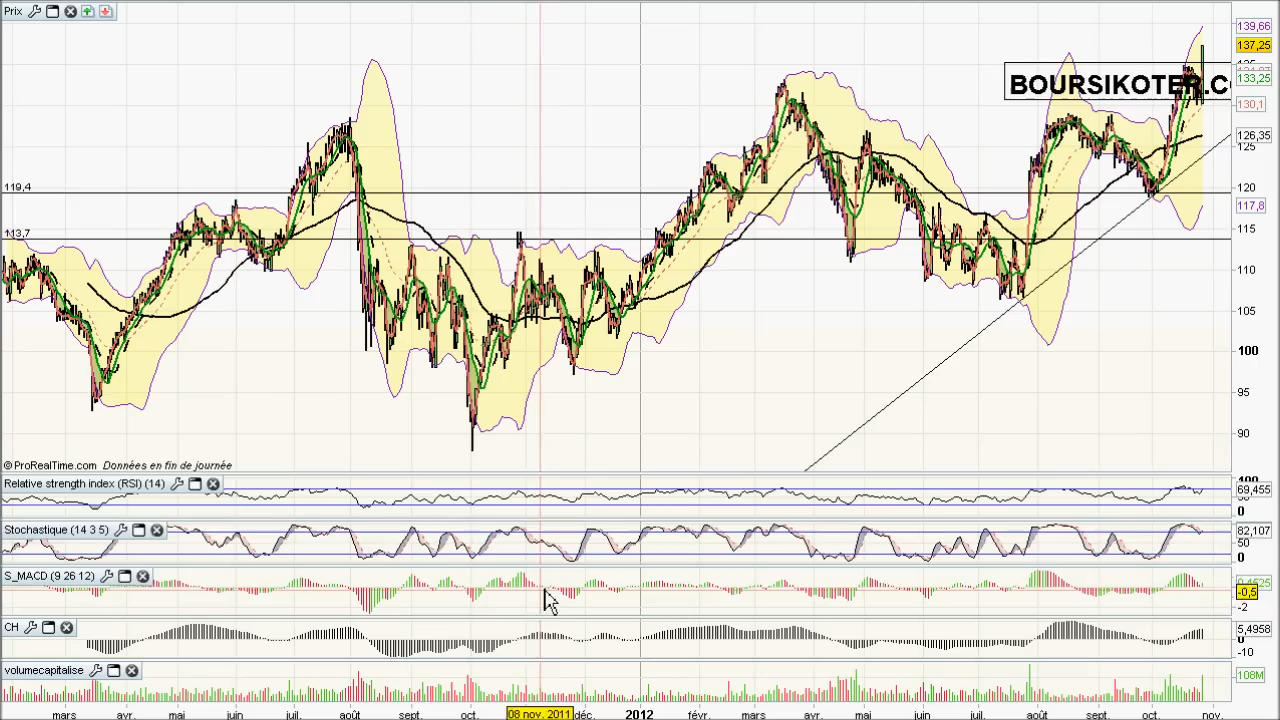 Prix
139,66
137,25
BOURSIKOTER.C
133,25
130,1
126,35
125
119,4
120
117,8
113,7
115
110
105
100
95
90
© ProRealTime.com Données en fin de journée
Relative strength index (RSI) (14)
69,455
0
Stochastique (14 3 5)
82,107
50
0
S_MACD (9 26 12)
-0,5
-2
CH
5,4958
-10
volumecapitalise
108M
mars avr. mai juin juil. août sept. oct. 08 nov. 2011 déc. 2012 févr. mars avr. mai juin juil. août sept. oct. nov.